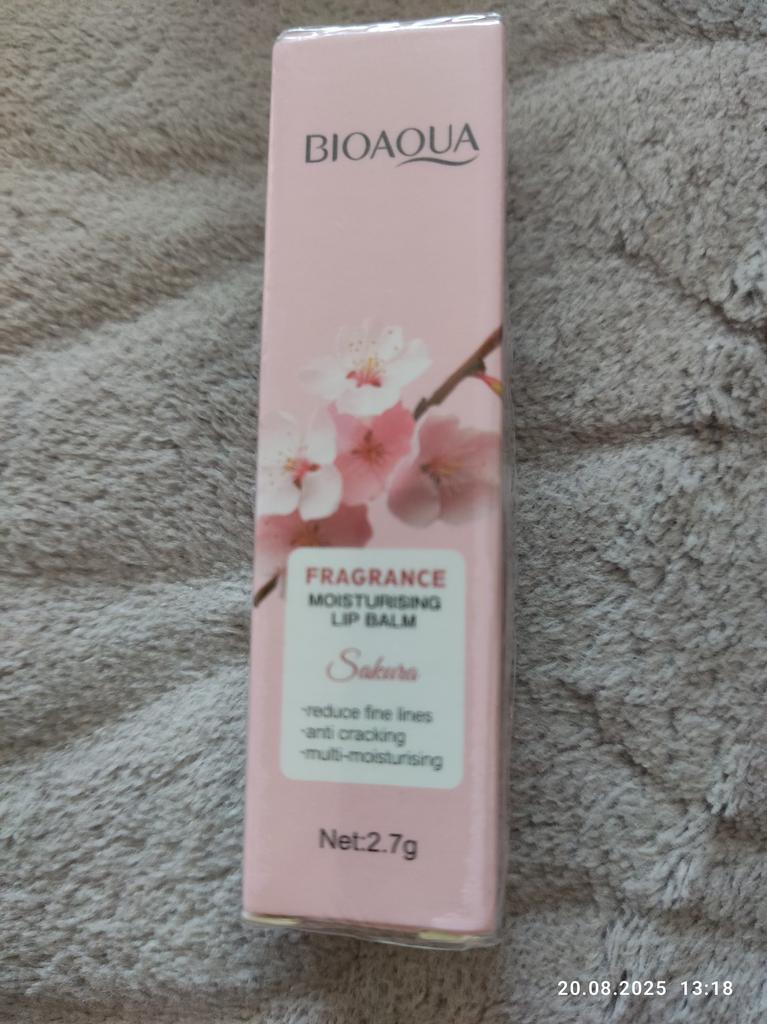 BIOAQUA
FRAGRANCE
MOISTURISING
LIP BALM
Sakura
-reduce fine lines
-anti cracking
-multi-moisturising
Net:2.7g
20.08.2025 13:18